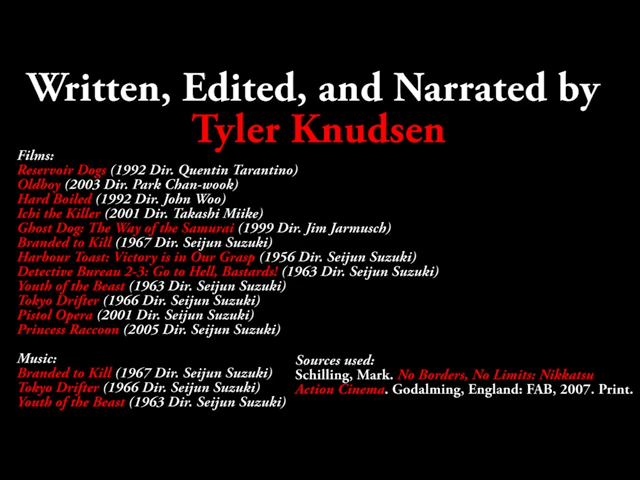 Written, Edited, and Narrated by
Tyler Knudsen
Films:
Reservoir Dogs (1992 Dir. Quentin Tarantino)
Oldboy (2003 Dir. Park Chan-wook)
Hard Boiled (1992 Dir. John Woo)
Ichi the Killer (2001 Dir. Takashi Miike)
Ghost Dog: The Way of the Samurai (1999 Dir. Jim Jarmusch)
Branded to Kill (1967 Dir. Seijun Suzuki)
Harbour Toast: Victory is in Our Grasp (1956 Dir. Seijun Suzuki)
Detective Bureau 2-3: Go to Hell, Bastards! (1963 Dir. Seijun Suzuki)
Youth of the Beast (1963 Dir. Seijun Suzuki)
Tokyo Drifter (1966 Dir. Seijun Suzuki)
Pistol Opera (2001 Dir. Seijun Suzuki)
Princess Raccoon (2005 Dir. Seijun Suzuki)
Music:
Branded to Kill (1967 Dir. Seijun Suzuki)
Tokyo Drifter (1966 Dir. Seijun Suzuki)
Youth of the Beast (1963 Dir. Seijun Suzuki)
Sources used:
Schilling, Mark. No Borders, No Limits: Nikkatsu
Action Cinema. Godalming, England: FAB, 2007. Print.